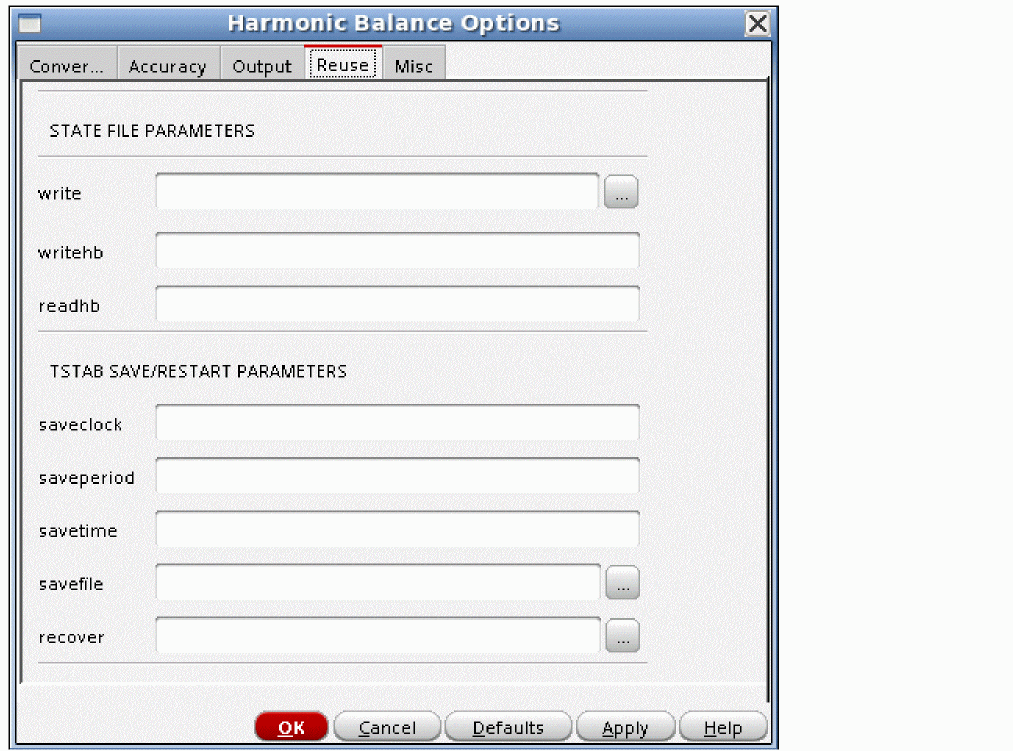 Harmonic Balance Options
Conver... Accuracy Output Reuse Misc
STATE FILE PARAMETERS
write ...
writehb
readhb
TSTAB SAVE/RESTART PARAMETERS
saveclock
saveperiod
savetime
savefile ...
recover ...
OK Cancel Defaults Apply Help